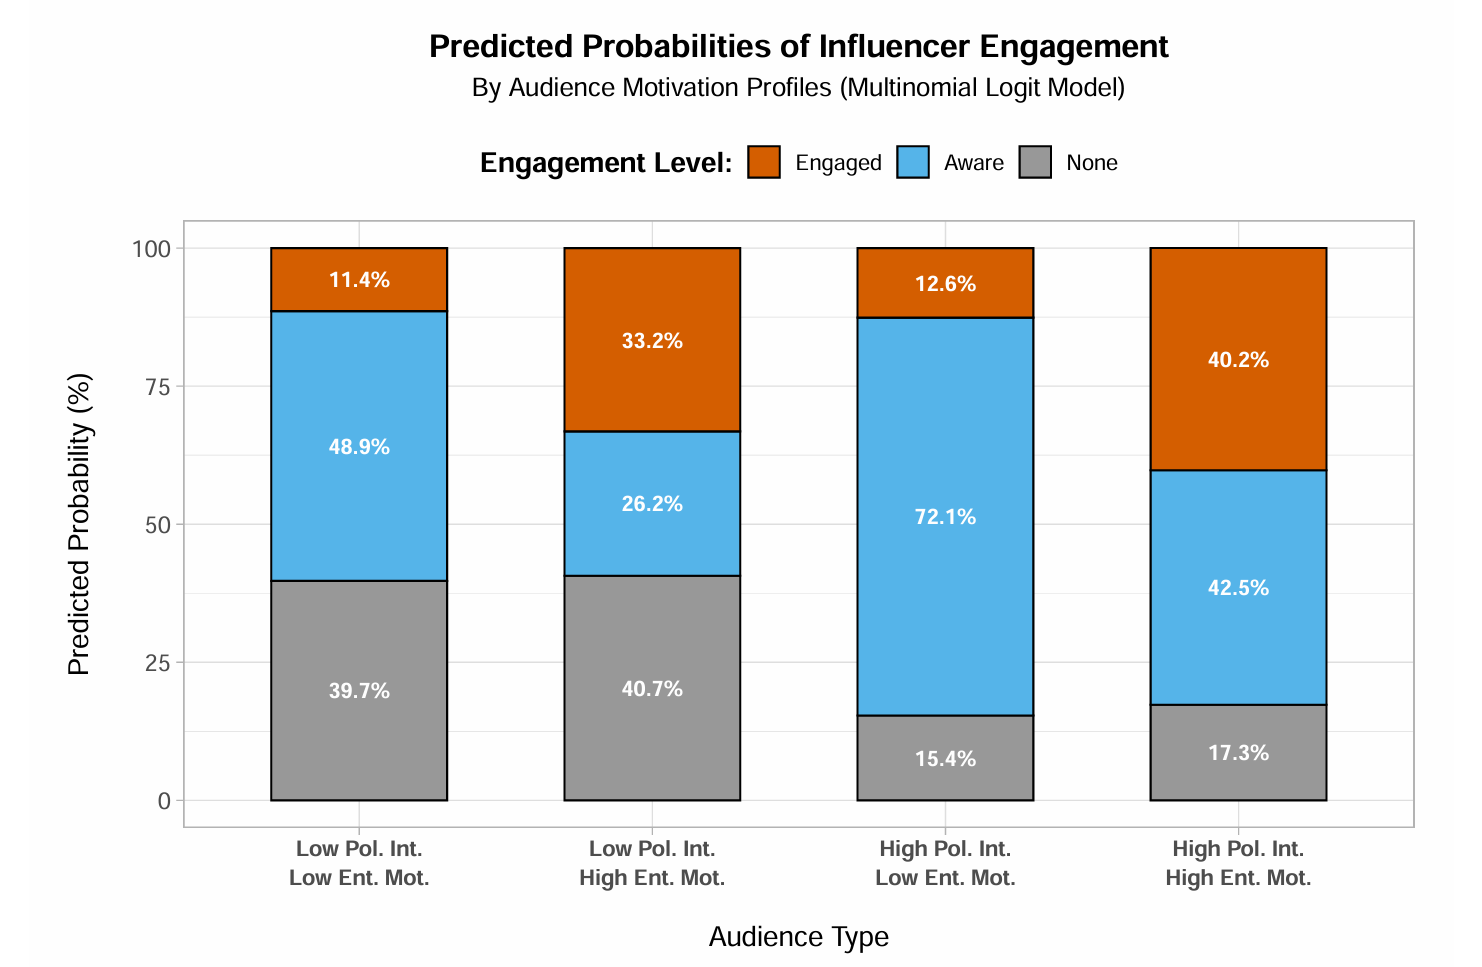 Predicted Probabilities of Influencer Engagement
By Audience Motivation Profiles (Multinomial Logit Model)
Engagement Level: Engaged Aware None
Predicted Probability (%)
100
75
50
25
0
11.4%
48.9%
39.7%
33.2%
26.2%
40.7%
12.6%
72.1%
15.4%
40.2%
42.5%
17.3%
Low Pol. Int.
Low Ent. Mot.
Low Pol. Int.
High Ent. Mot.
High Pol. Int.
Low Ent. Mot.
High Pol. Int.
High Ent. Mot.
Audience Type